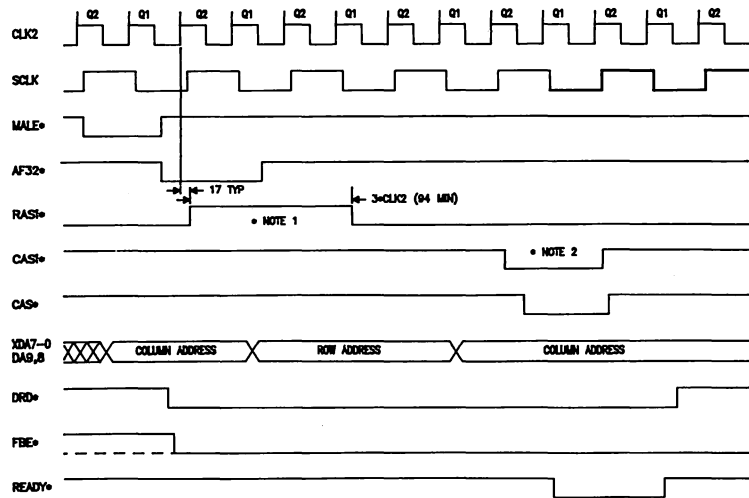 Q2 Q1 Q2 Q1 Q2 Q1 Q2 Q1 Q2 Q1 Q1 Q2 Q2
CLK2
SCLK
MALE*
AF32*
17 TYP
3*CLK2 (94 MIN)
RASI*
* NOTE 1
CASI*
* NOTE 2
CAS*
XDA7-0
DA9,8
COLUMN ADDRESS ROW ADDRESS COLUMN ADDRESS
DRD*
FBE*
READY*